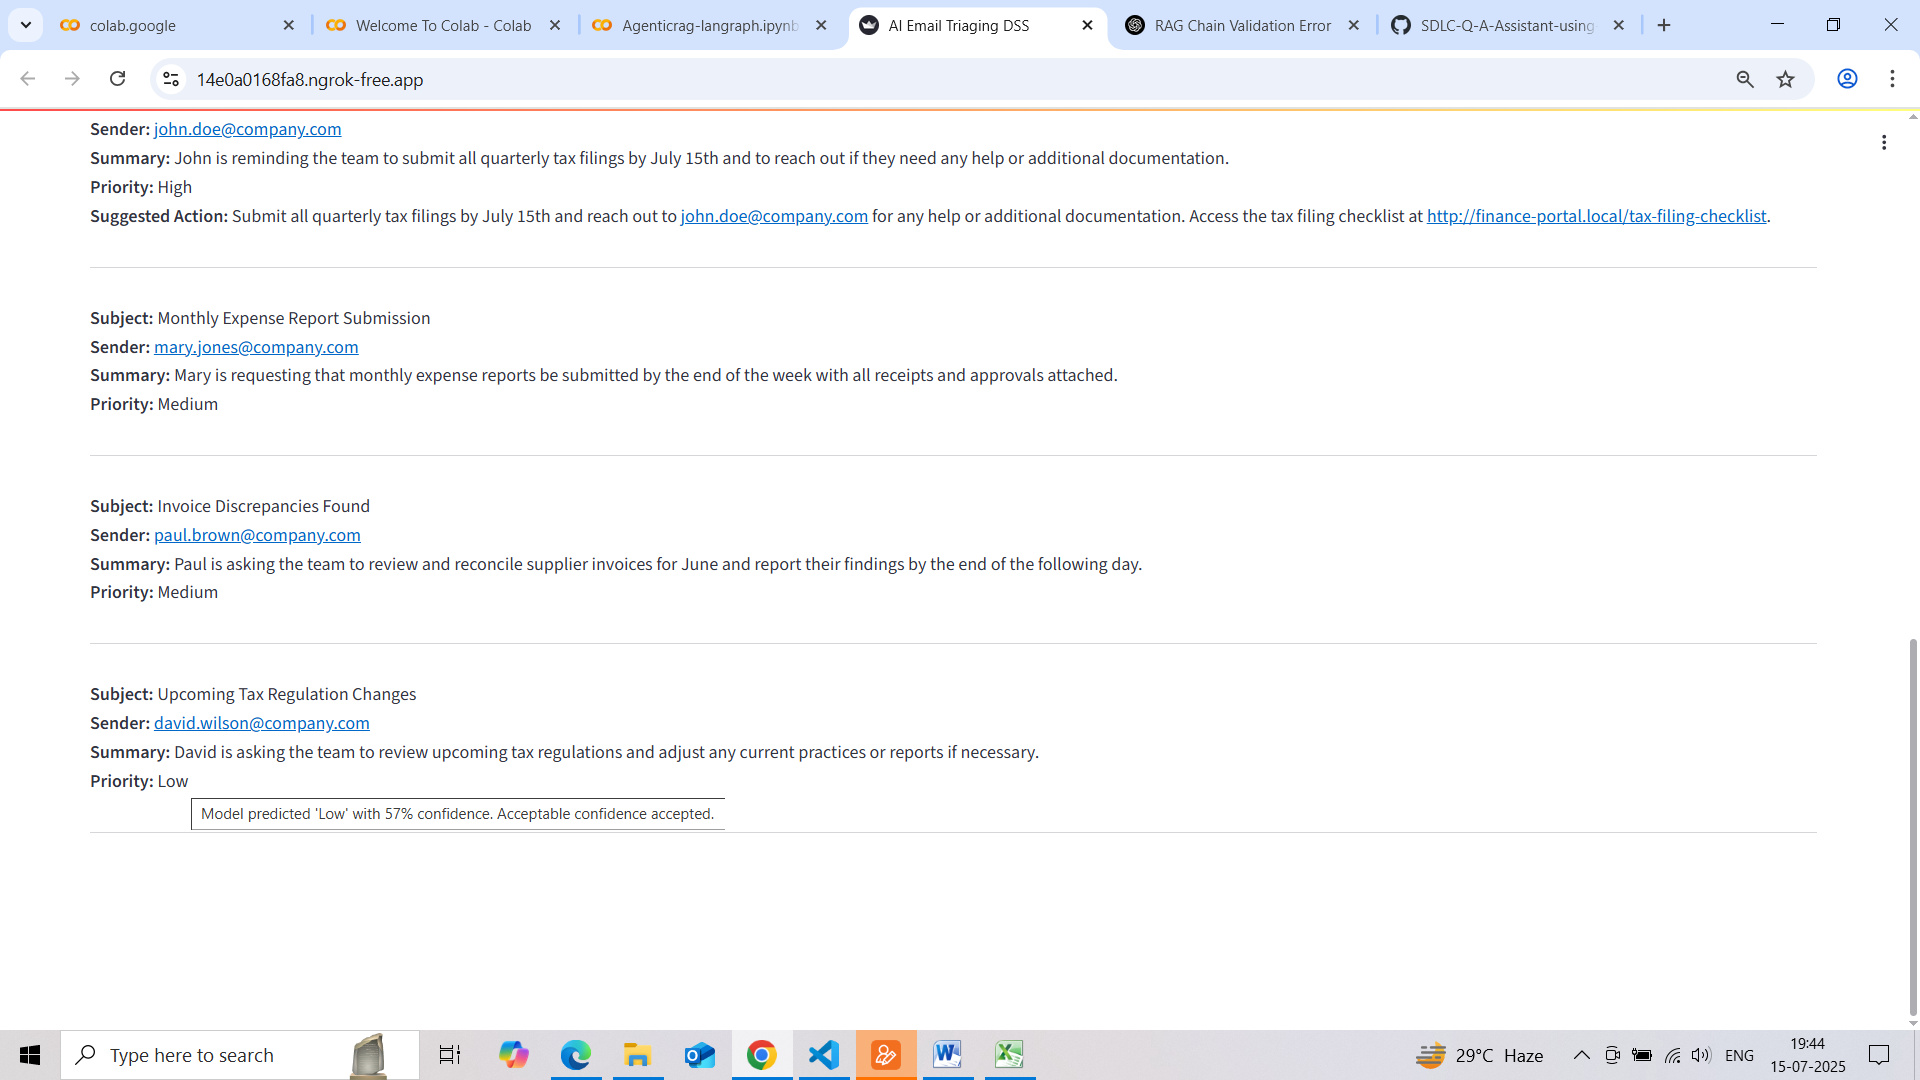 colab.google
Welcome To Colab - Colab
Agenticrag-langraph.ipynb
AI Email Triaging DSS
RAG Chain Validation Error
SDLC-Q-A-Assistant-using
14e0a0168fa8.ngrok-free.app
Sender: john.doe@company.com
Summary: John is reminding the team to submit all quarterly tax filings by July 15th and to reach out if they need any help or additional documentation.
Priority: High
Suggested Action: Submit all quarterly tax filings by July 15th and reach out to john.doe@company.com for any help or additional documentation. Access the tax filing checklist at http://finance-portal.local/tax-filing-checklist.
Subject: Monthly Expense Report Submission
Sender: mary.jones@company.com
Summary: Mary is requesting that monthly expense reports be submitted by the end of the week with all receipts and approvals attached.
Priority: Medium
Subject: Invoice Discrepancies Found
Sender: paul.brown@company.com
Summary: Paul is asking the team to review and reconcile supplier invoices for June and report their findings by the end of the following day.
Priority: Medium
Subject: Upcoming Tax Regulation Changes
Sender: david.wilson@company.com
Summary: David is asking the team to review upcoming tax regulations and adjust any current practices or reports if necessary.
Priority: Low
Model predicted 'Low' with 57% confidence. Acceptable confidence accepted.
Type here to search
29°C Haze
ENG
19:44
15-07-2025